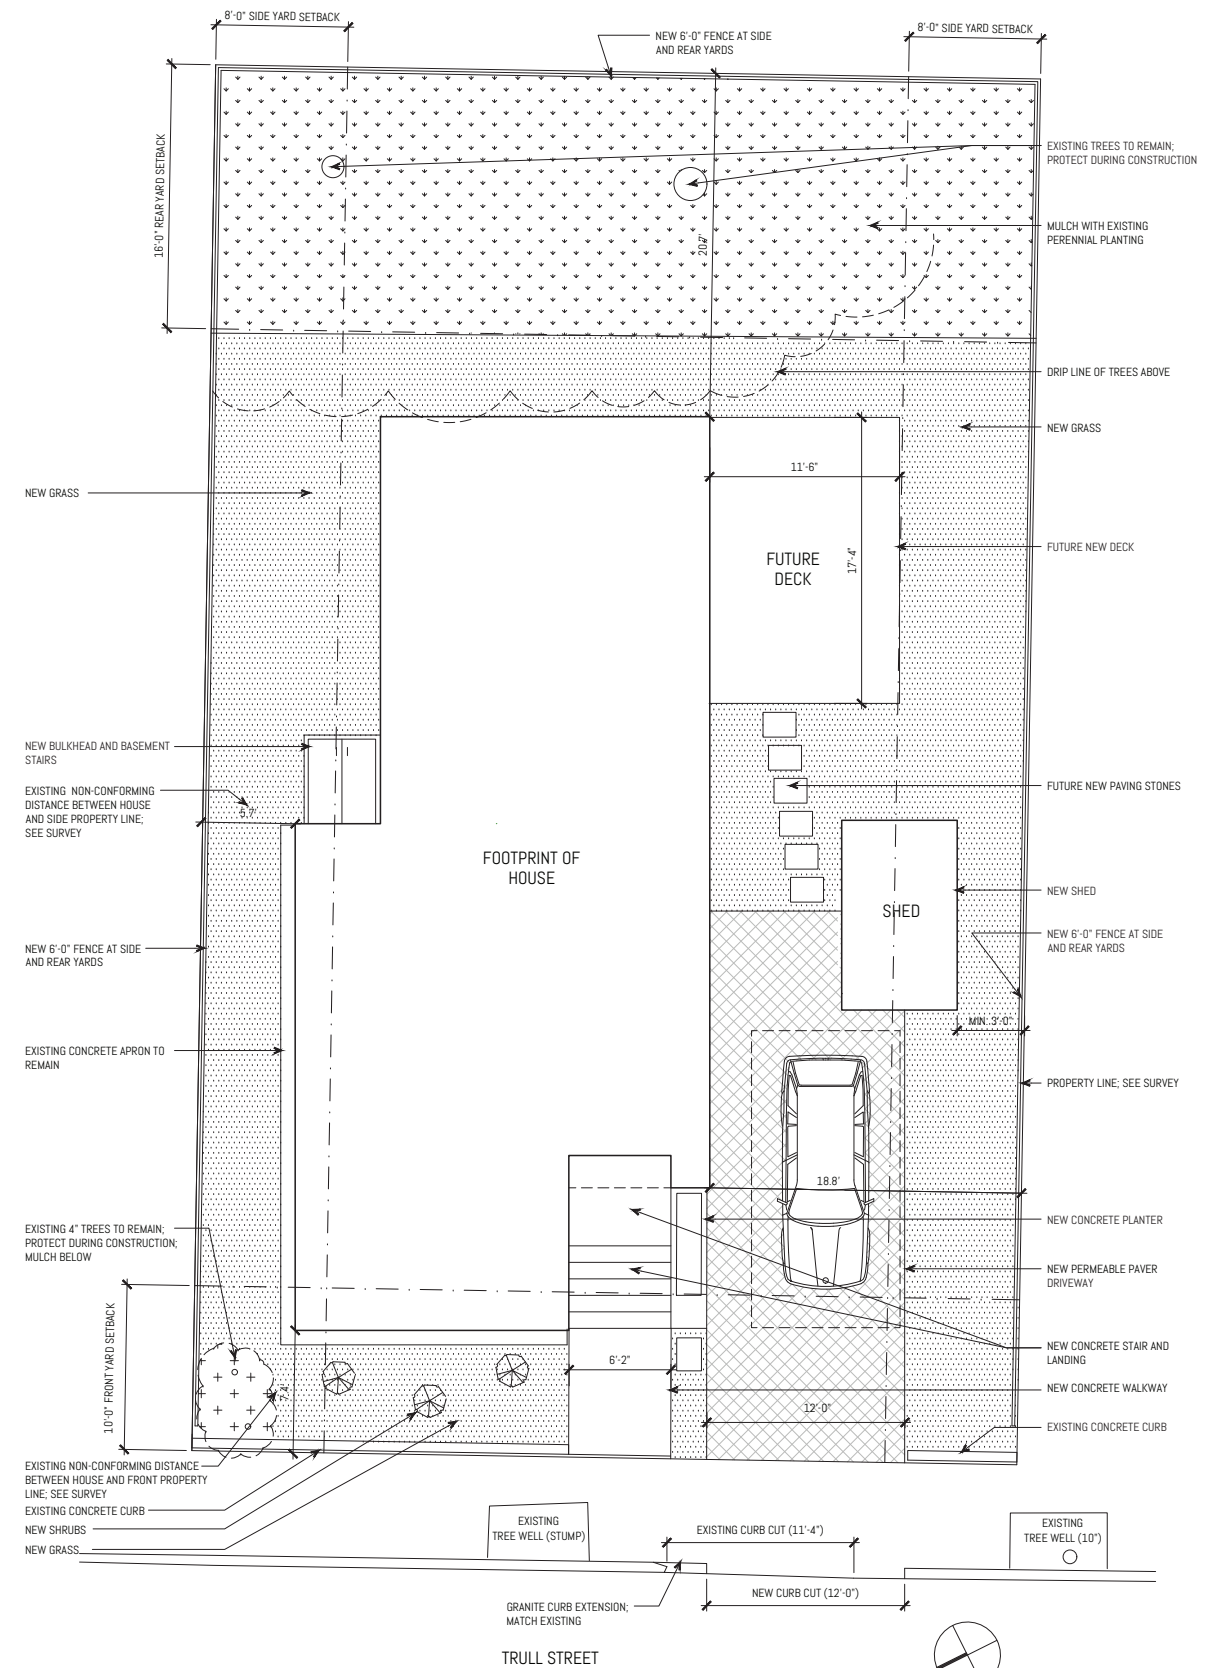 8'-0" SIDE YARD SETBACK
NEW 6'-0" FENCE AT SIDE
AND REAR YARDS
8'-0" SIDE YARD SETBACK
16'-0" REAR YARD SETBACK
EXISTING TREES TO REMAIN;
PROTECT DURING CONSTRUCTION
MULCH WITH EXISTING
PERENNIAL PLANTING
20.7'
DRIP LINE OF TREES ABOVE
NEW GRASS
11'-6"
NEW GRASS
FUTURE
DECK
17'-4"
FUTURE NEW DECK
NEW BULKHEAD AND BASEMENT
STAIRS
EXISTING NON-CONFORMING
DISTANCE BETWEEN HOUSE
AND SIDE PROPERTY LINE;
SEE SURVEY
5.7'
FUTURE NEW PAVING STONES
FOOTPRINT OF
HOUSE
SHED
NEW SHED
NEW 6'-0" FENCE AT SIDE
AND REAR YARDS
NEW 6'-0" FENCE AT SIDE
AND REAR YARDS
MIN. 3'-0"
EXISTING CONCRETE APRON TO
REMAIN
PROPERTY LINE; SEE SURVEY
18.8'
EXISTING 4" TREES TO REMAIN;
PROTECT DURING CONSTRUCTION;
MULCH BELOW
NEW CONCRETE PLANTER
NEW PERMEABLE PAVER
DRIVEWAY
10'-0" FRONT YARD SETBACK
NEW CONCRETE STAIR AND
LANDING
6'-2"
7.4'
NEW CONCRETE WALKWAY
12'-0"
EXISTING CONCRETE CURB
EXISTING NON-CONFORMING DISTANCE
BETWEEN HOUSE AND FRONT PROPERTY
LINE; SEE SURVEY
EXISTING CONCRETE CURB
NEW SHRUBS
NEW GRASS
EXISTING
TREE WELL (STUMP)
EXISTING CURB CUT (11'-4")
EXISTING
TREE WELL (10")
NEW CURB CUT (12'-0")
GRANITE CURB EXTENSION;
MATCH EXISTING
TRULL STREET